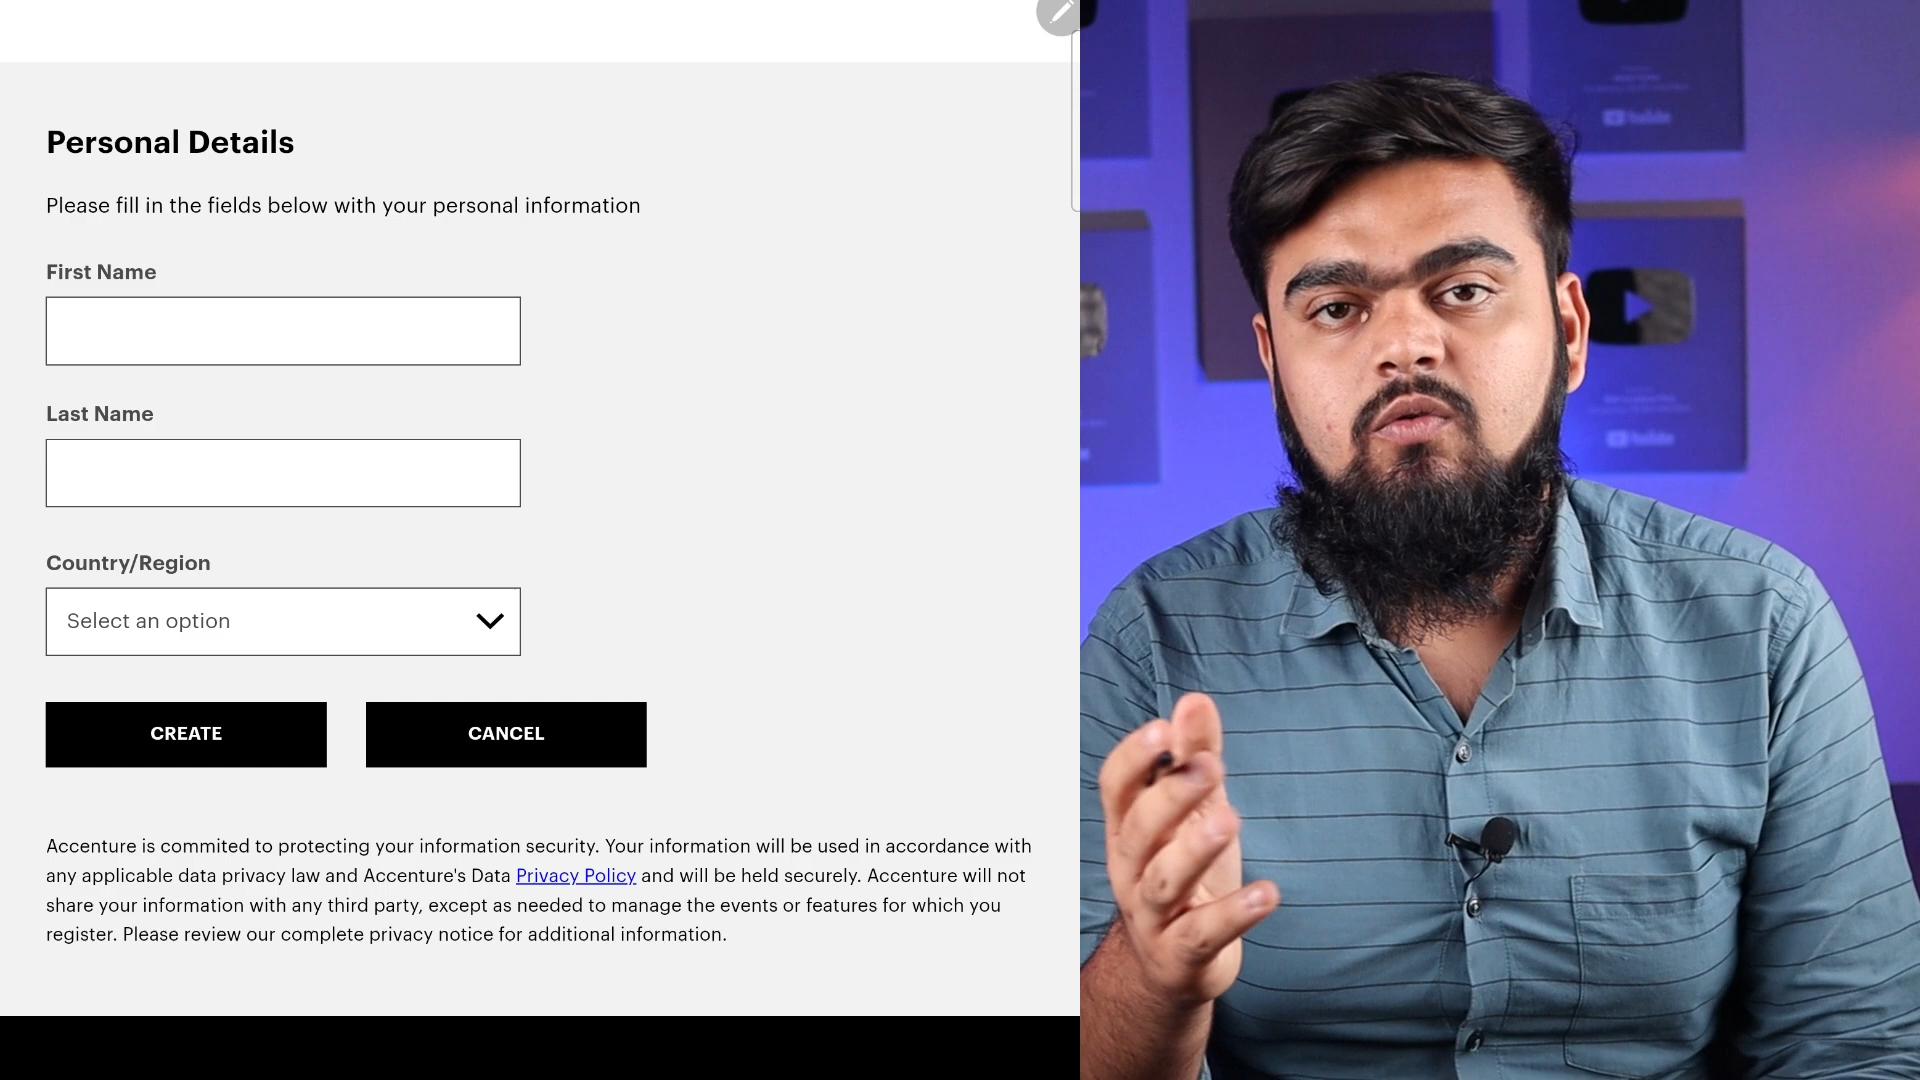 Personal Details
Please fill in the fields below with your personal information
First Name
Last Name
Country/Region
Select an option
CREATE
CANCEL
Accenture is commited to protecting your information security. Your information will be used in accordance with
any applicable data privacy law and Accenture's Data Privacy Policy and will be held securely. Accenture will not
share your information with any third party, except as needed to manage the events or features for which you
register. Please review our complete privacy notice for additional information.
YouTube
YouTube